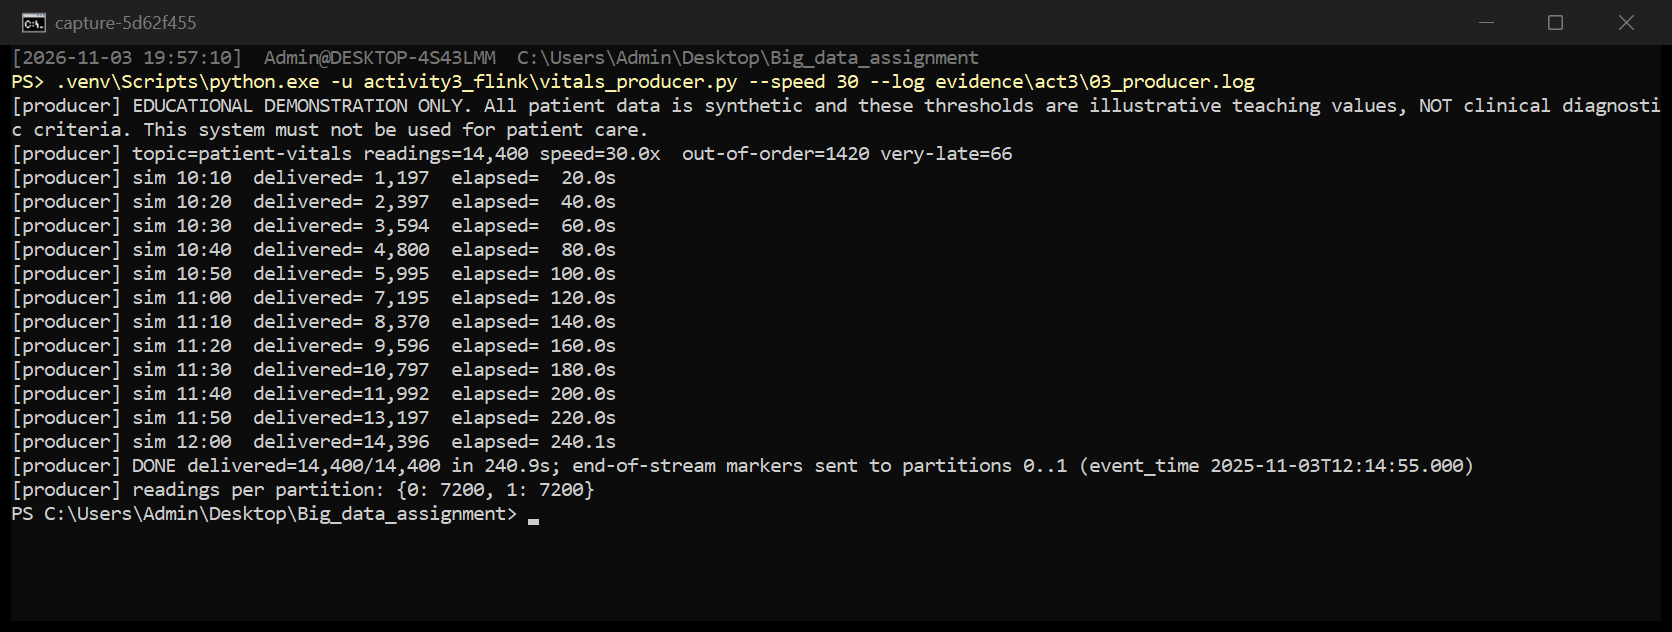 capture-5d62f455
[2026-11-03 19:57:10]  Admin@DESKTOP-4S43LMM  C:\Users\Admin\Desktop\Big_data_assignment
PS> .venv\Scripts\python.exe -u activity3_flink\vitals_producer.py --speed 30 --log evidence\act3\03_producer.log
[producer] EDUCATIONAL DEMONSTRATION ONLY. All patient data is synthetic and these thresholds are illustrative teaching values, NOT clinical diagnosti
c criteria. This system must not be used for patient care.
[producer] topic=patient-vitals readings=14,400 speed=30.0x  out-of-order=1420 very-late=66
[producer] sim 10:10  delivered= 1,197  elapsed=  20.0s
[producer] sim 10:20  delivered= 2,397  elapsed=  40.0s
[producer] sim 10:30  delivered= 3,594  elapsed=  60.0s
[producer] sim 10:40  delivered= 4,800  elapsed=  80.0s
[producer] sim 10:50  delivered= 5,995  elapsed= 100.0s
[producer] sim 11:00  delivered= 7,195  elapsed= 120.0s
[producer] sim 11:10  delivered= 8,370  elapsed= 140.0s
[producer] sim 11:20  delivered= 9,596  elapsed= 160.0s
[producer] sim 11:30  delivered=10,797  elapsed= 180.0s
[producer] sim 11:40  delivered=11,992  elapsed= 200.0s
[producer] sim 11:50  delivered=13,197  elapsed= 220.0s
[producer] sim 12:00  delivered=14,396  elapsed= 240.1s
[producer] DONE delivered=14,400/14,400 in 240.9s; end-of-stream markers sent to partitions 0..1 (event_time 2025-11-03T12:14:55.000)
[producer] readings per partition: {0: 7200, 1: 7200}
PS C:\Users\Admin\Desktop\Big_data_assignment>